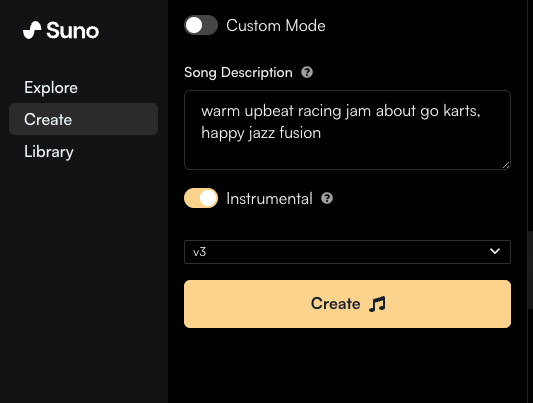 Suno
Explore
Create
Library
Custom Mode
Song Description ?
warm upbeat racing jam about go karts,
happy jazz fusion
Instrumental ?
v3
Create